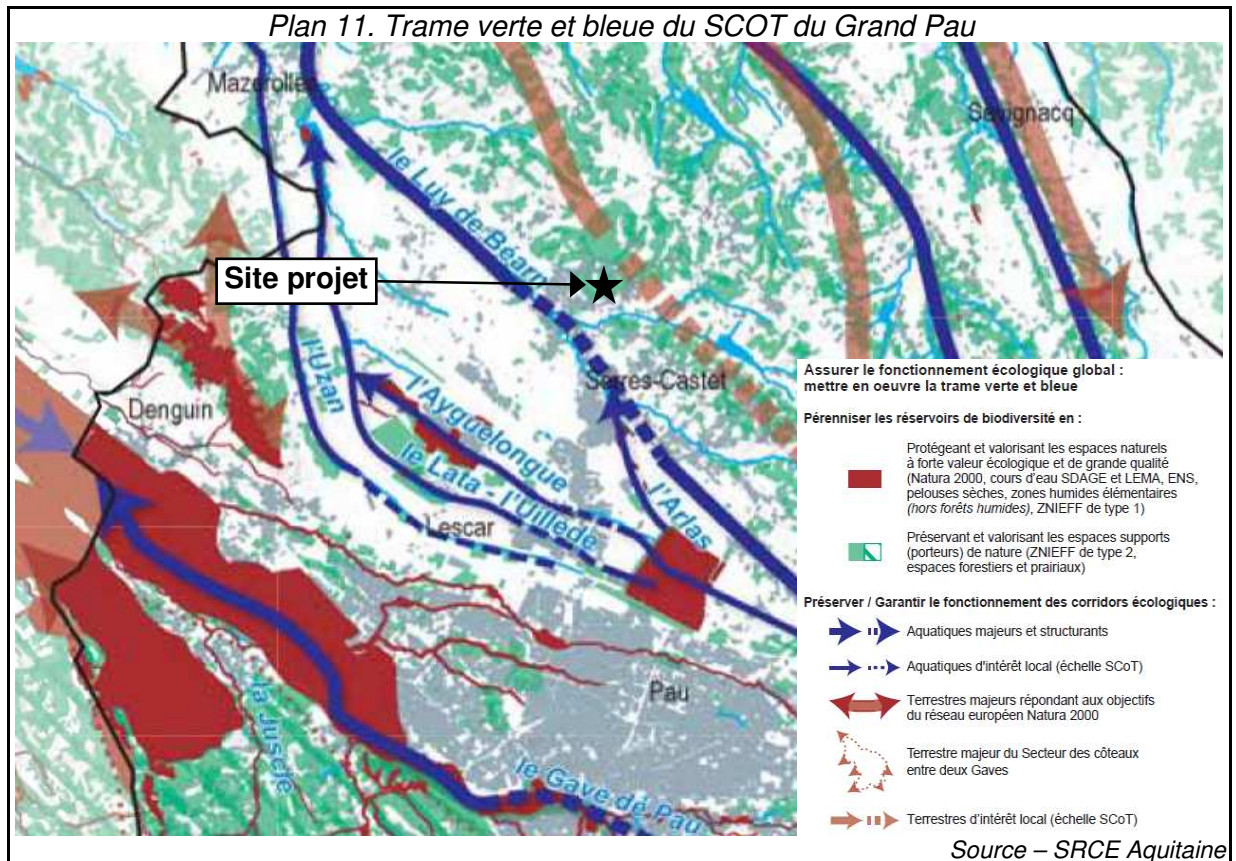 Plan 11. Trame verte et bleue du SCOT du Grand Pau
Mazerolles
Sévignacq
le Luy de Béarn
Site projet
Serres-Castet
l'Uzan
Denguin
l'Ayguelongue
le Lata - l'Uillède
Lescar
l'Arlas
Pau
la Juscle
le Gave de Pau
Assurer le fonctionnement écologique global :
mettre en oeuvre la trame verte et bleue
Pérenniser les réservoirs de biodiversité en :
Protégeant et valorisant les espaces naturels
à forte valeur écologique et de grande qualité
(Natura 2000, cours d'eau SDAGE et LEMA, ENS,
pelouses sèches, zones humides élémentaires
(hors forêts humides), ZNIEFF de type 1)
Préservant et valorisant les espaces supports
(porteurs) de nature (ZNIEFF de type 2,
espaces forestiers et prairiaux)
Préserver / Garantir le fonctionnement des corridors écologiques :
Aquatiques majeurs et structurants
Aquatiques d'intérêt local (échelle SCoT)
Terrestres majeurs répondant aux objectifs
du réseau européen Natura 2000
Terrestre majeur du Secteur des côteaux
entre deux Gaves
Terrestres d'intérêt local (échelle SCoT)
Source – SRCE Aquitaine